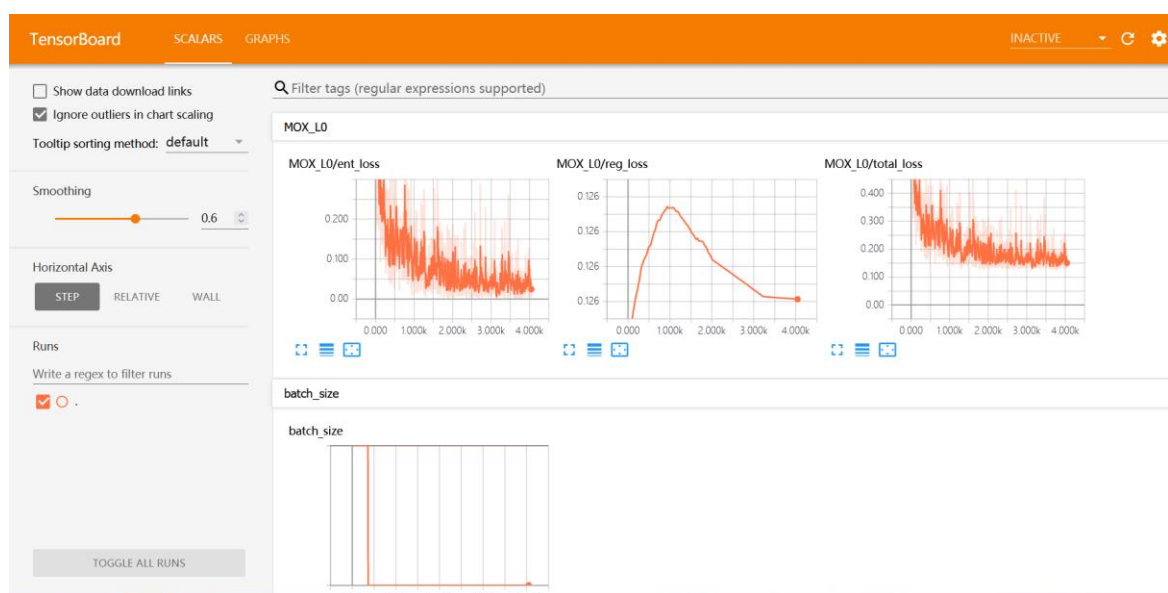 TensorBoard SCALARS GRAPHS INACTIVE
Show data download links
Ignore outliers in chart scaling
Tooltip sorting method: default
Smoothing
0.6
Horizontal Axis
STEP RELATIVE WALL
Runs
Write a regex to filter runs
.
TOGGLE ALL RUNS
Filter tags (regular expressions supported)
MOX_L0
MOX_L0/ent_loss
0.200
0.100
0.00
0.000 1.000k 2.000k 3.000k 4.000k
MOX_L0/reg_loss
0.126
0.126
0.126
0.126
0.000 1.000k 2.000k 3.000k 4.000k
MOX_L0/total_loss
0.400
0.300
0.200
0.100
0.00
0.000 1.000k 2.000k 3.000k 4.000k
batch_size
batch_size